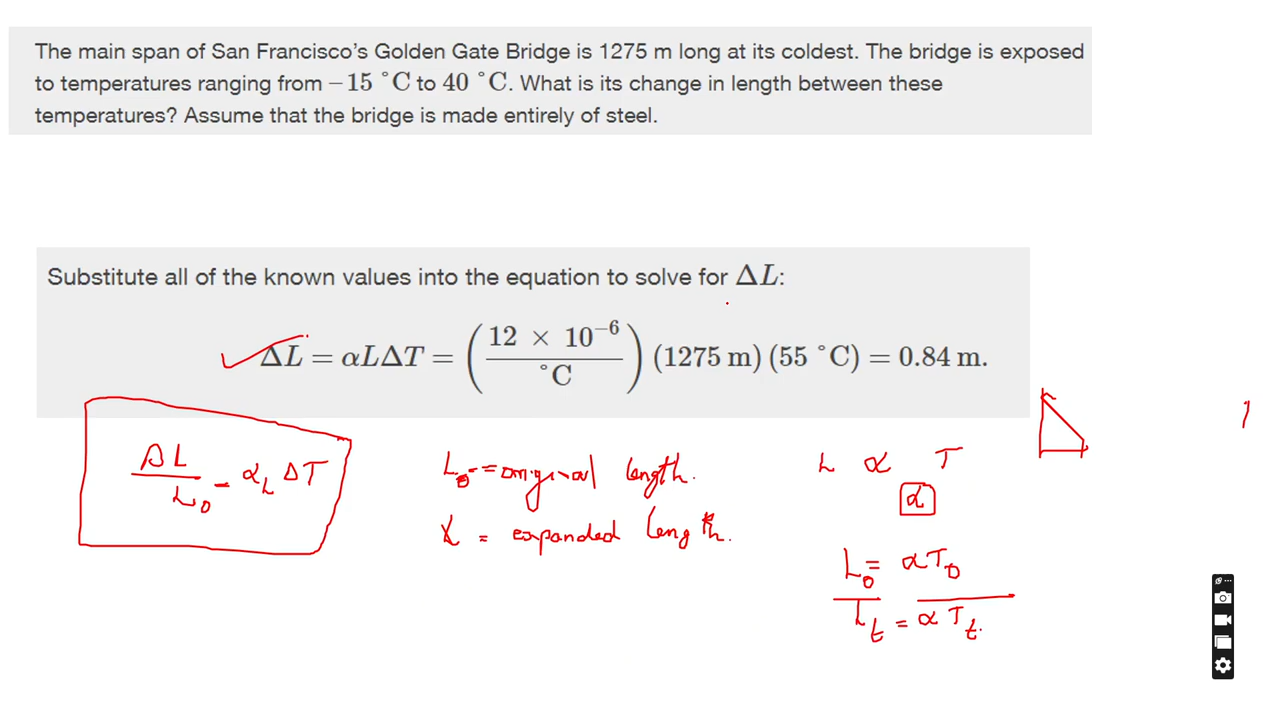 The main span of San Francisco's Golden Gate Bridge is 1275 m long at its coldest. The bridge is exposed
to temperatures ranging from −15 °C to 40 °C. What is its change in length between these
temperatures? Assume that the bridge is made entirely of steel.
Substitute all of the known values into the equation to solve for ΔL:
ΔL = αLΔT = (12 × 10⁻⁶ / °C) (1275 m) (55 °C) = 0.84 m.
ΔL / L₀ = α_L ΔT
L₀ = original length.
L = expanded length.
L α T
α
L₀ = αT₀
L_t = αT_t